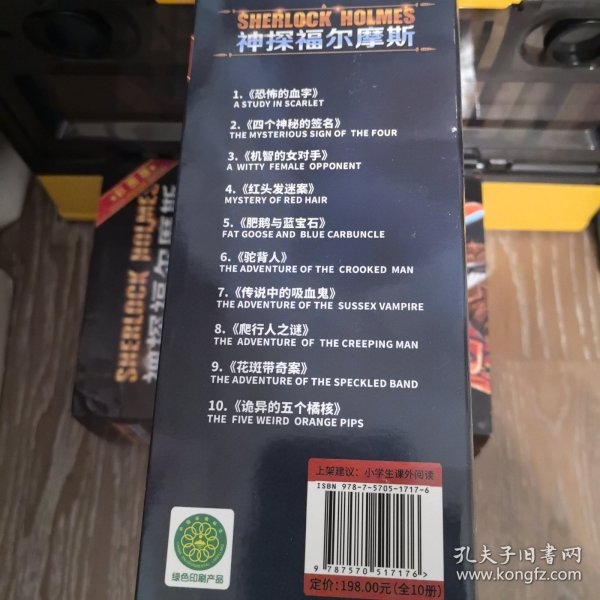 SHERLOCK HOLMES
神探福尔摩斯
1.《恐怖的血字》
A STUDY IN SCARLET
2.《四个神秘的签名》
THE MYSTERIOUS SIGN OF THE FOUR
3.《机智的女对手》
A WITTY FEMALE OPPONENT
4.《红头发迷案》
MYSTERY OF RED HAIR
5.《肥鹅与蓝宝石》
FAT GOOSE AND BLUE CARBUNCLE
6.《驼背人》
THE ADVENTURE OF THE CROOKED MAN
7.《传说中的吸血鬼》
THE ADVENTURE OF THE SUSSEX VAMPIRE
8.《爬行人之谜》
THE ADVENTURE OF THE CREEPING MAN
9.《花斑带奇案》
THE ADVENTURE OF THE SPECKLED BAND
10.《诡异的五个橘核》
THE FIVE WEIRD ORANGE PIPS
上架建议：小学生课外阅读
ISBN 978-7-5705-1717-6
9 787570 517176 >
定价：198.00元(全10册)
绿色印刷产品
SHERLOCK HOLMES
神探福尔摩斯
孔夫子旧书网
www.kongfz.com